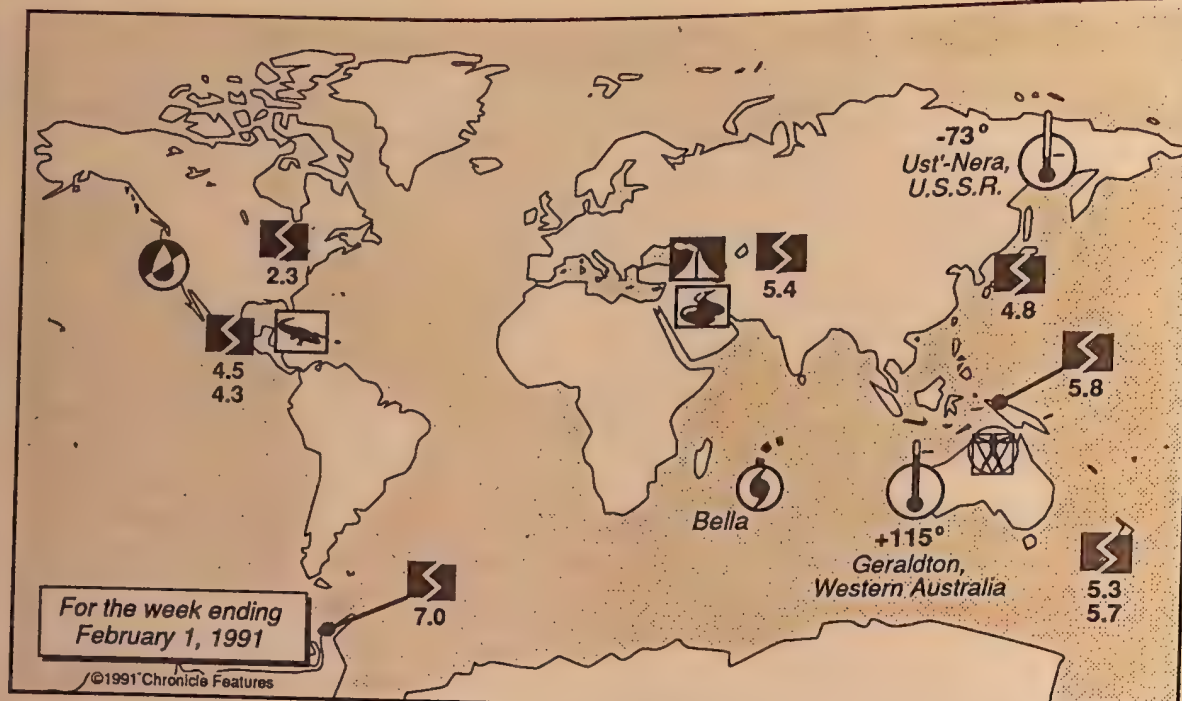 -73°
Ust'-Nera,
U.S.S.R.
2.3
5.4
4.8
4.5
4.3
5.8
Bella
+115°
Geraldton,
Western Australia
5.3
5.7
7.0
For the week ending
February 1, 1991
©1991 Chronicle Features